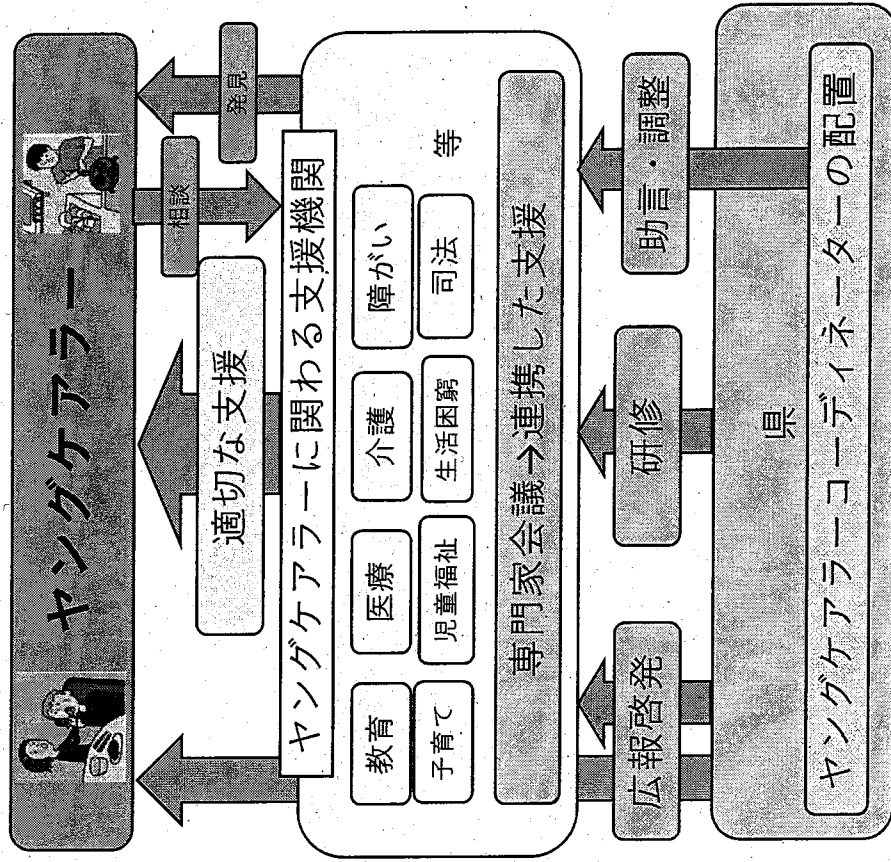 ヤングケアラー
相談
発見
適切な支援
ヤングケアラーに関わる支援機関
教育
医療
介護
障がい
子育て
児童福祉
生活困窮
司法
等
専門家会議→連携した支援
広報啓発
研修
助言・調整
県
ヤングケアラーコーディネーターの配置